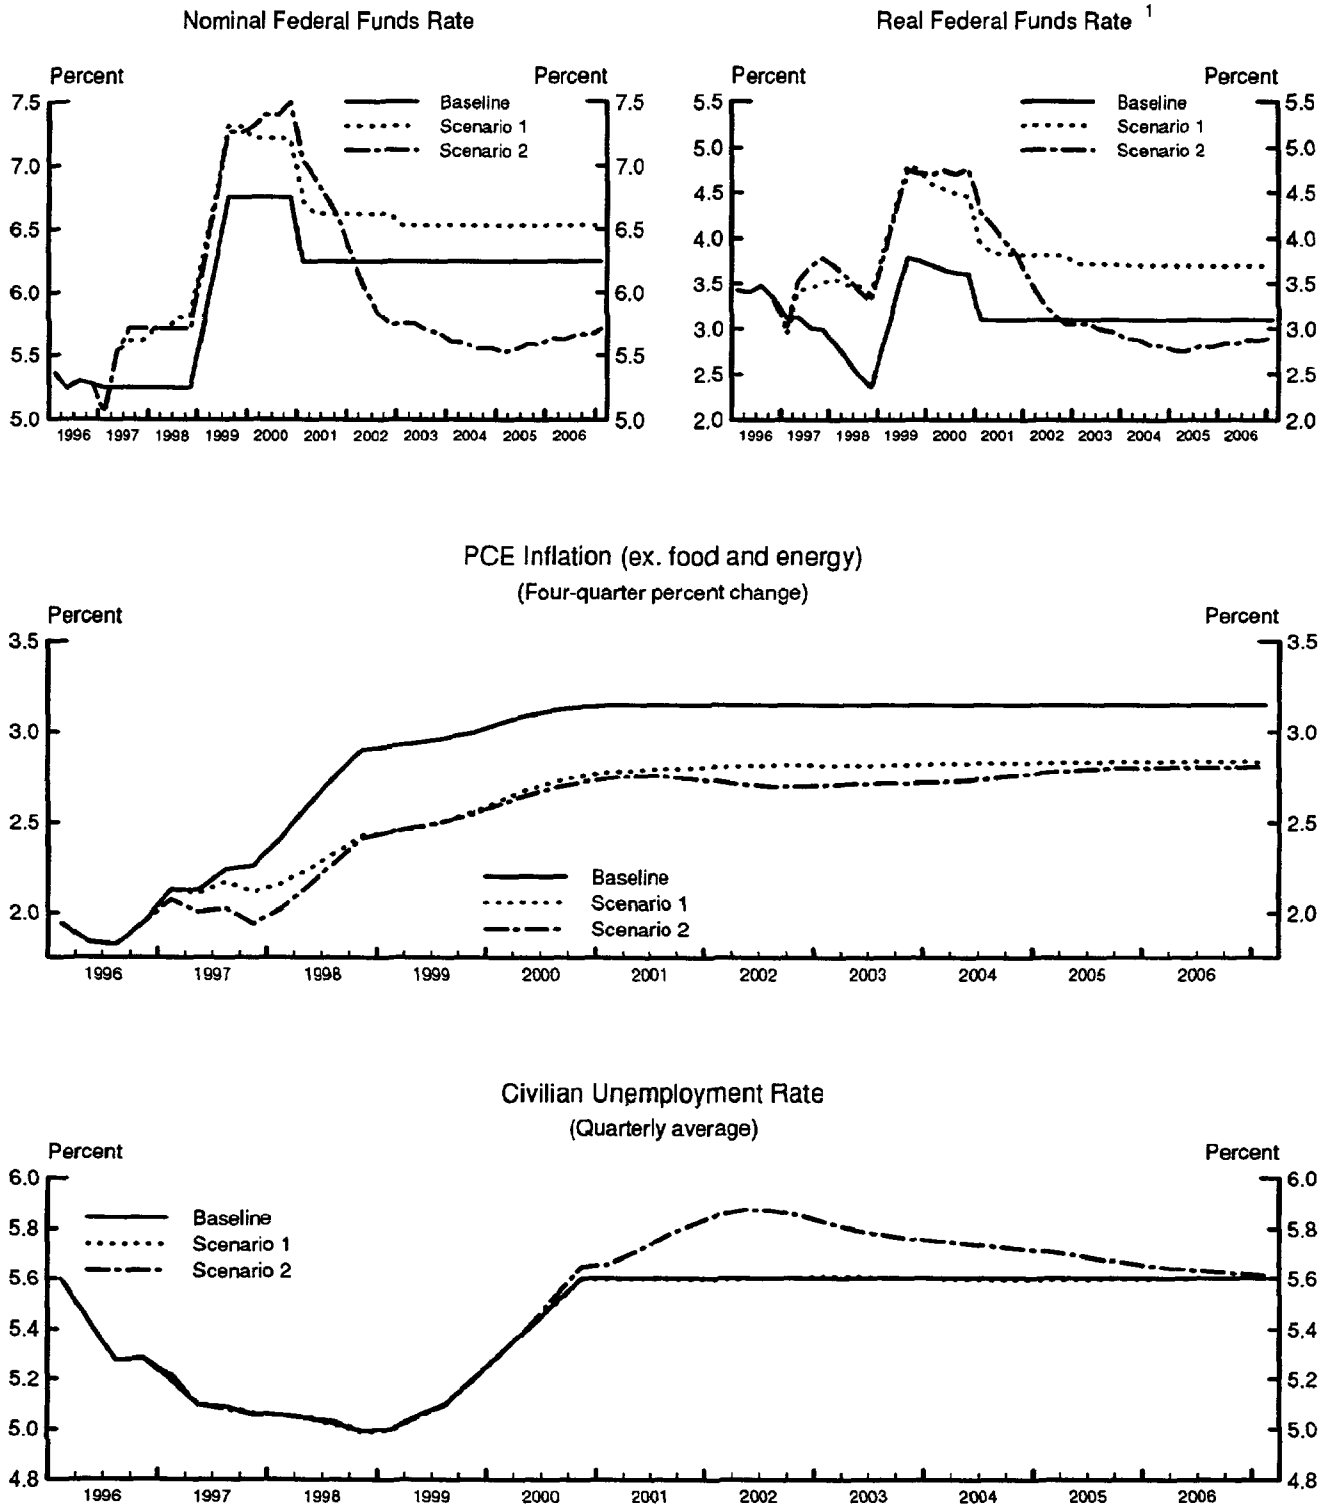 Nominal Federal Funds Rate
Percent Percent
7.5 7.5
Baseline
Scenario 1
Scenario 2
7.0 7.0
6.5 6.5
6.0 6.0
5.5 5.5
5.0 5.0
1996 1997 1998 1999 2000 2001 2002 2003 2004 2005 2006
Real Federal Funds Rate 1
Percent Percent
5.5 5.5
Baseline
Scenario 1
Scenario 2
5.0 5.0
4.5 4.5
4.0 4.0
3.5 3.5
3.0 3.0
2.5 2.5
2.0 2.0
1996 1997 1998 1999 2000 2001 2002 2003 2004 2005 2006
PCE Inflation (ex. food and energy)
(Four-quarter percent change)
Percent Percent
3.5 3.5
3.0 3.0
2.5 2.5
Baseline
Scenario 1
Scenario 2
2.0 2.0
1996 1997 1998 1999 2000 2001 2002 2003 2004 2005 2006
Civilian Unemployment Rate
(Quarterly average)
Percent Percent
6.0 6.0
Baseline
Scenario 1
Scenario 2
5.8 5.8
5.6 5.6
5.4 5.4
5.2 5.2
5.0 5.0
4.8 4.8
1996 1997 1998 1999 2000 2001 2002 2003 2004 2005 2006